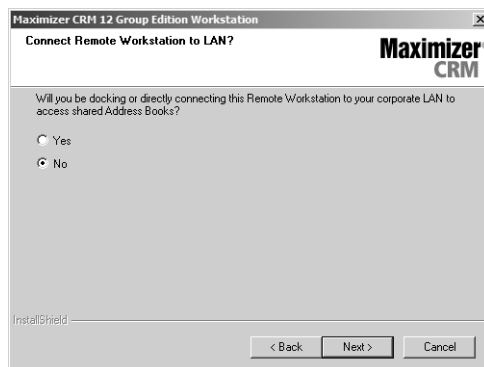 Maximizer CRM 12 Group Edition Workstation
Connect Remote Workstation to LAN?
Maximizer
CRM
Will you be docking or directly connecting this Remote Workstation to your corporate LAN to
access shared Address Books?
Yes
No
InstallShield
< Back
Next >
Cancel